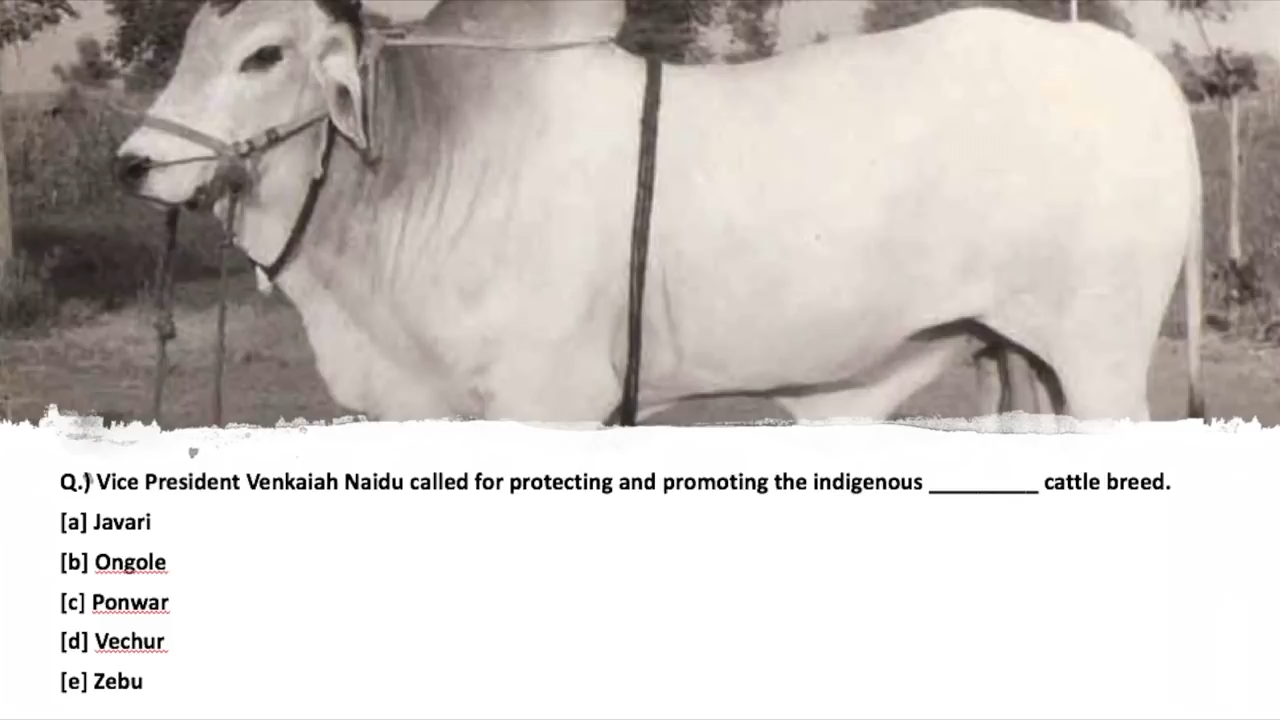 Q.) Vice President Venkaiah Naidu called for protecting and promoting the indigenous __________ cattle breed.
[a] Javari
[b] Ongole
[c] Ponwar
[d] Vechur
[e] Zebu